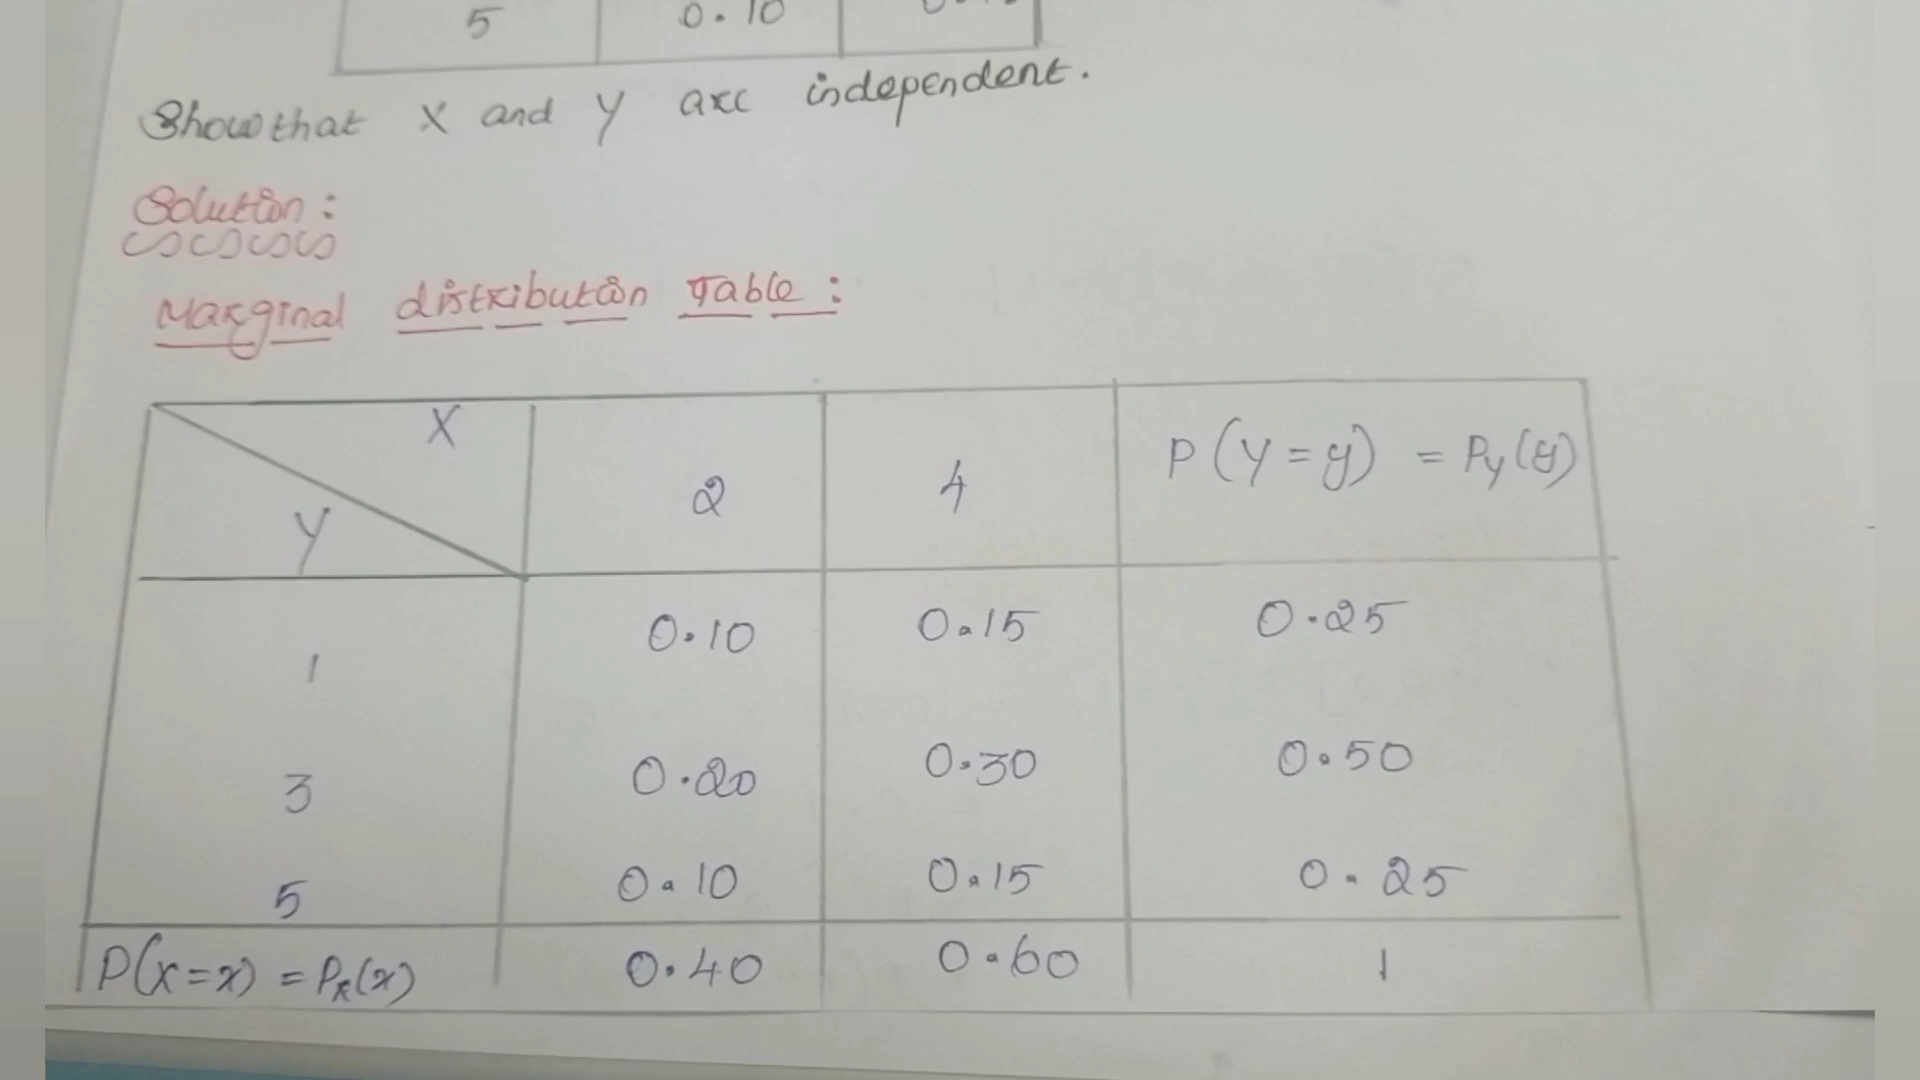 5 0.10
Show that X and Y are independent.
Solution:
Marginal distribution Table:
X
Y 2 4 P(Y=y) = Py(y)
1 0.10 0.15 0.25
3 0.20 0.30 0.50
5 0.10 0.15 0.25
P(X=x) = Px(x) 0.40 0.60 1